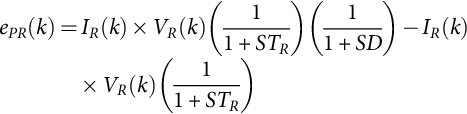 e_{PR}(k) = I_R(k) × V_R(k) (1/(1 + ST_R)) (1/(1 + SD)) − I_R(k)
× V_R(k) (1/(1 + ST_R))